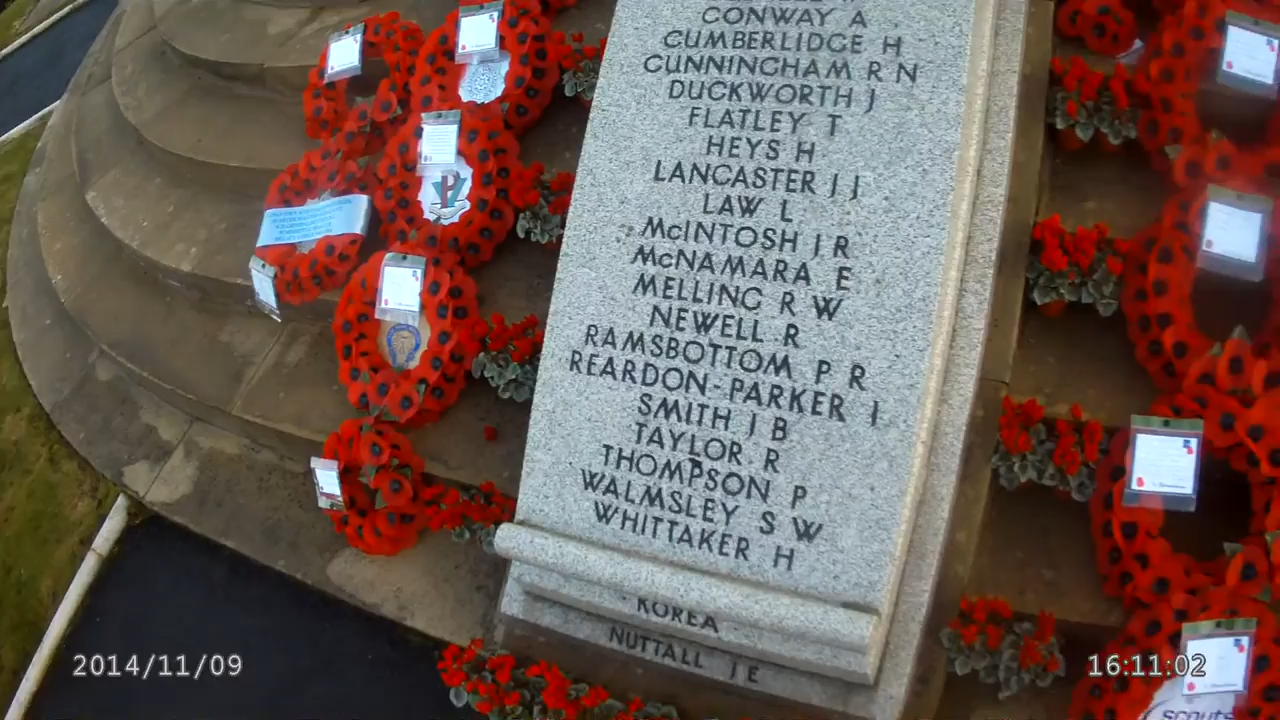 CONWAY A
CUMBERLIDGE H
CUNNINGHAM R N
DUCKWORTH J
FLATLEY T
HEYS H
LANCASTER J J
LAW L
McINTOSH J R
McNAMARA E
MELLING R W
NEWELL R
RAMSBOTTOM P R
REARDON-PARKER J
SMITH J B
TAYLOR R
THOMPSON P
WALMSLEY S W
WHITTAKER H
KOREA
NUTTALL J E
scouts
2014/11/09
16:11:02